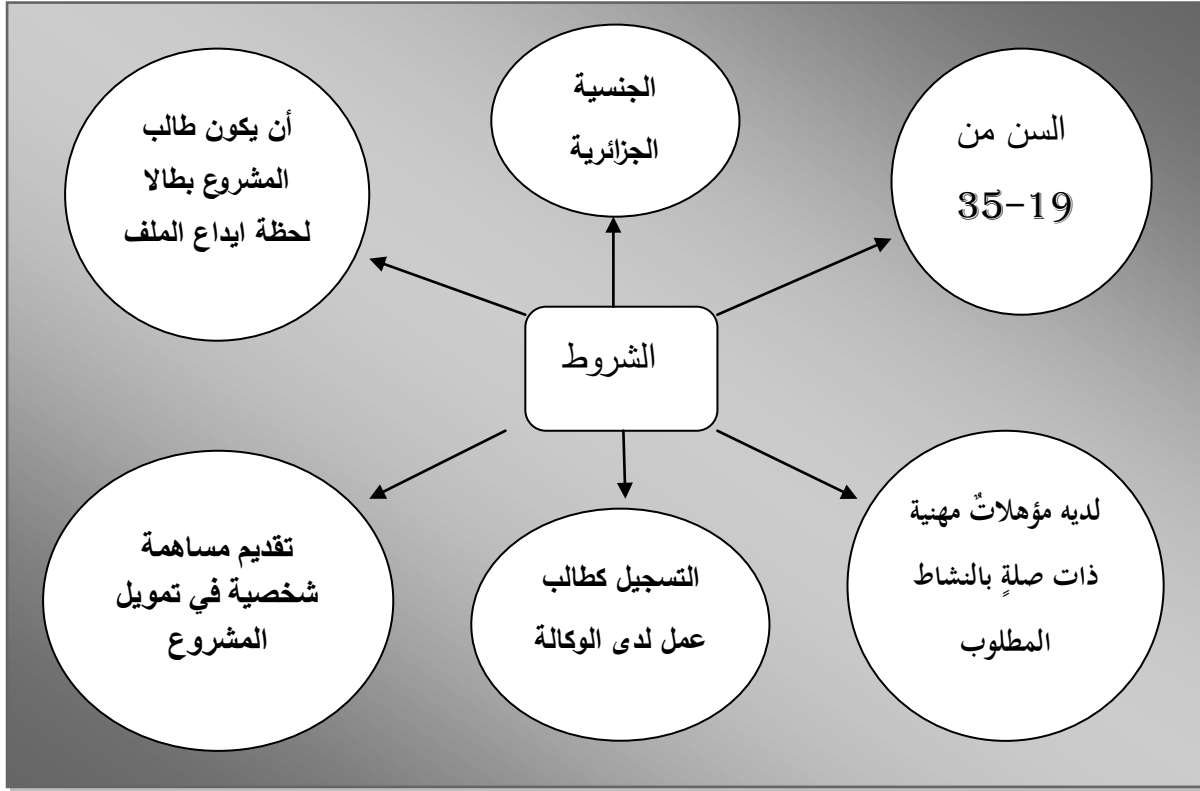 السن من
35-19
الجنسية
الجزائرية
أن يكون طالب
المشروع بطالا
لحظة ايداع الملف
الشروط
لديه مؤهلاتٌ مهنية
ذات صلةٍ بالنشاط
المطلوب
التسجيل كطالب
عمل لدى الوكالة
تقديم مساهمة
شخصية في تمويل
المشروع